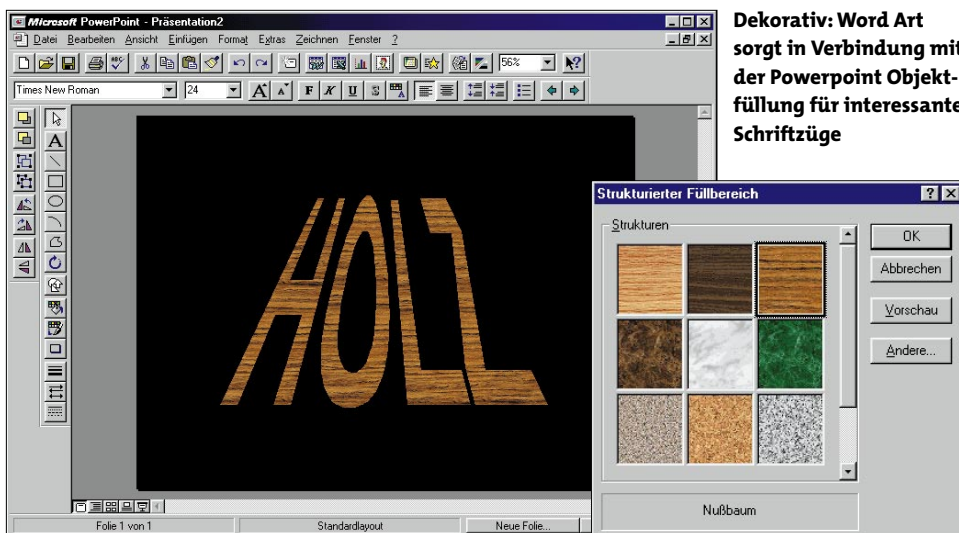 Microsoft PowerPoint - Präsentation2
Datei Bearbeiten Ansicht Einfügen Format Extras Zeichnen Fenster ?
56%
Times New Roman 24 A A F K U S
A
HOLZ
Folie 1 von 1 Standardlayout Neue Folie...
Dekorativ: Word Art
sorgt in Verbindung mit
der Powerpoint Objekt-
füllung für interessante
Schriftzüge
Strukturierter Füllbereich
Strukturen
OK
Abbrechen
Vorschau
Andere...
Nußbaum